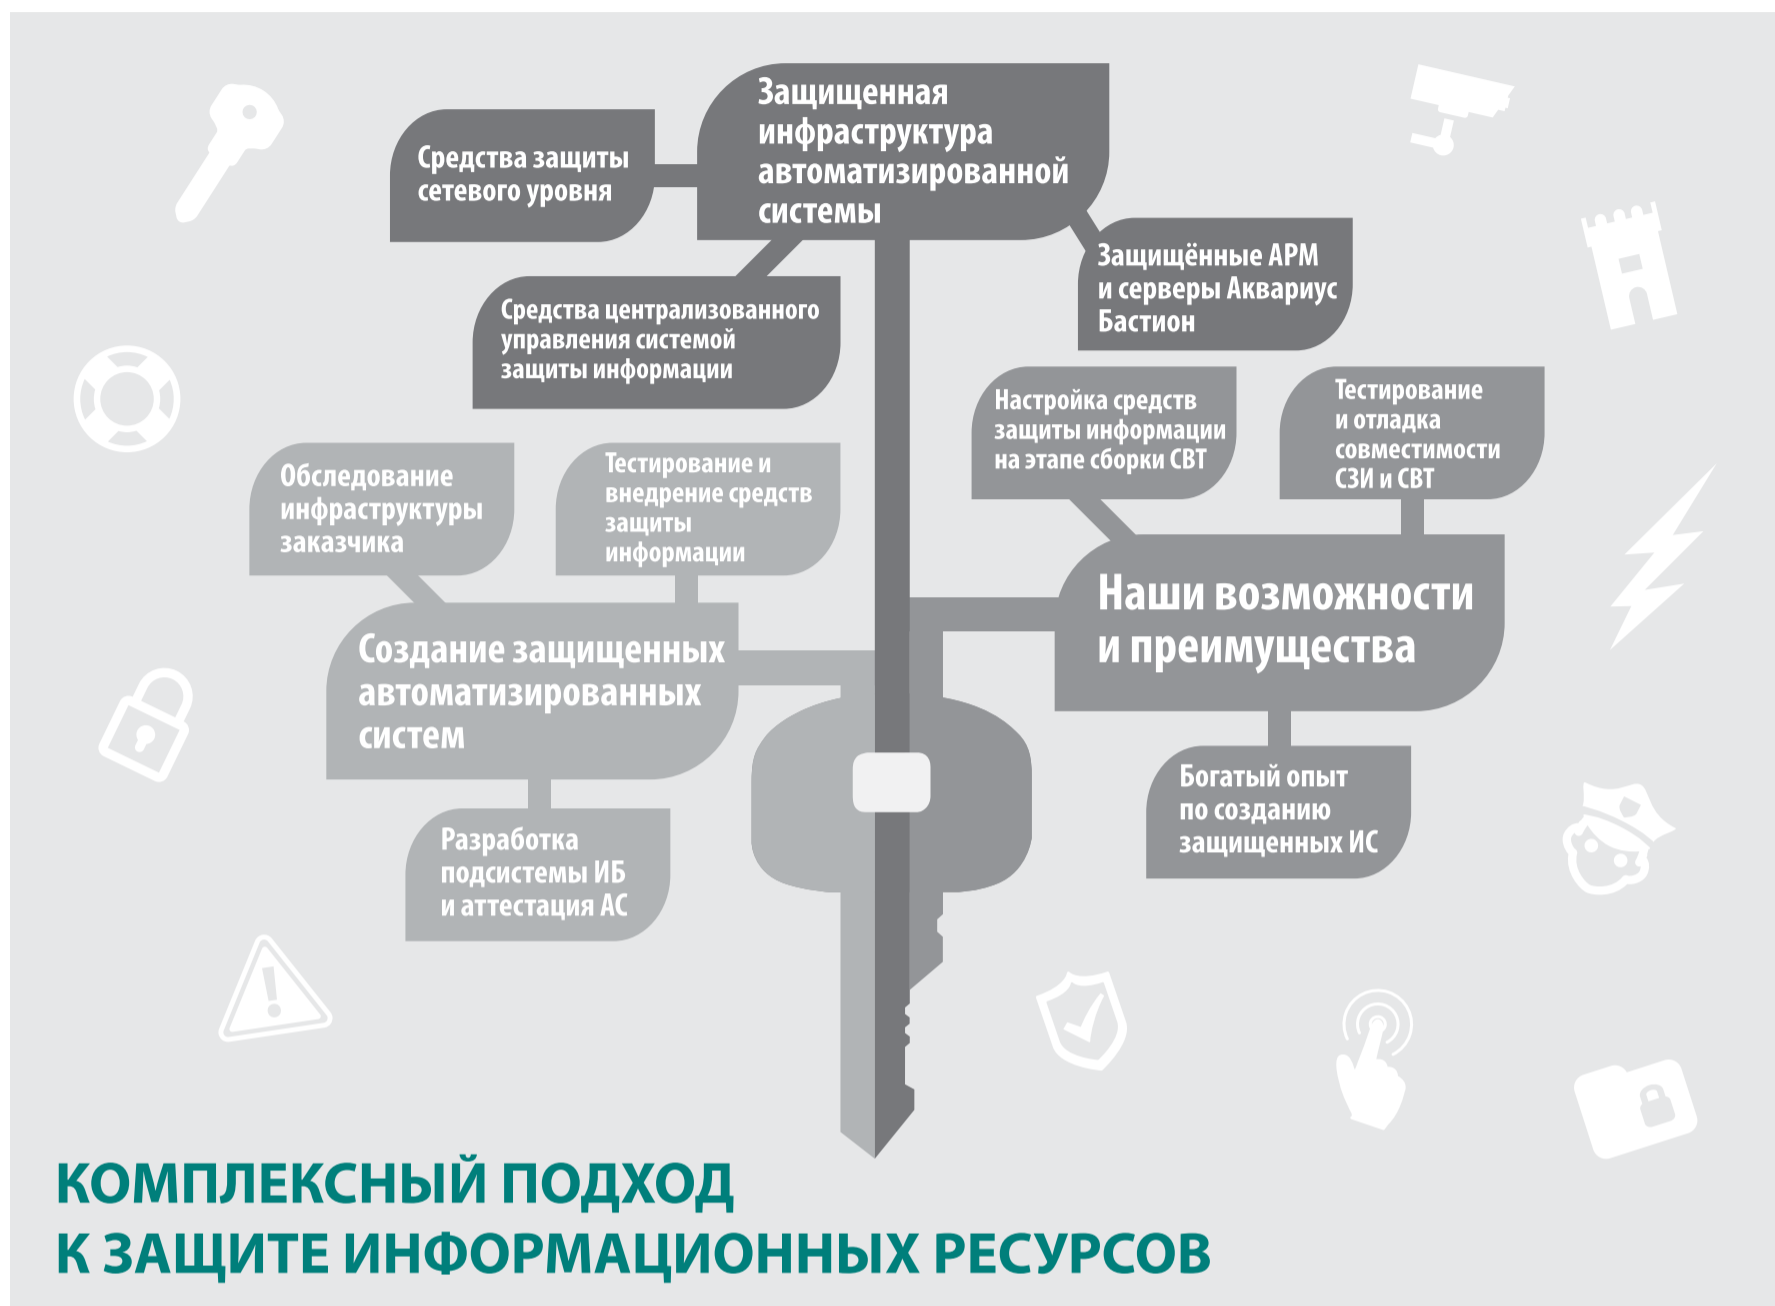 Защищенная
инфраструктура
автоматизированной
системы
Средства защиты
сетевого уровня
Защищённые АРМ
и серверы Аквариус
Бастион
Средства централизованного
управления системой
защиты информации
Настройка средств
защиты информации
на этапе сборки СВТ
Тестирование
и отладка
совместимости
СЗИ и СВТ
Обследование
инфраструктуры
заказчика
Тестирование и
внедрение средств
защиты
информации
Наши возможности
и преимущества
Создание защищенных
автоматизированных
систем
Богатый опыт
по созданию
защищенных ИС
Разработка
подсистемы ИБ
и аттестация АС
КОМПЛЕКСНЫЙ ПОДХОД
К ЗАЩИТЕ ИНФОРМАЦИОННЫХ РЕСУРСОВ